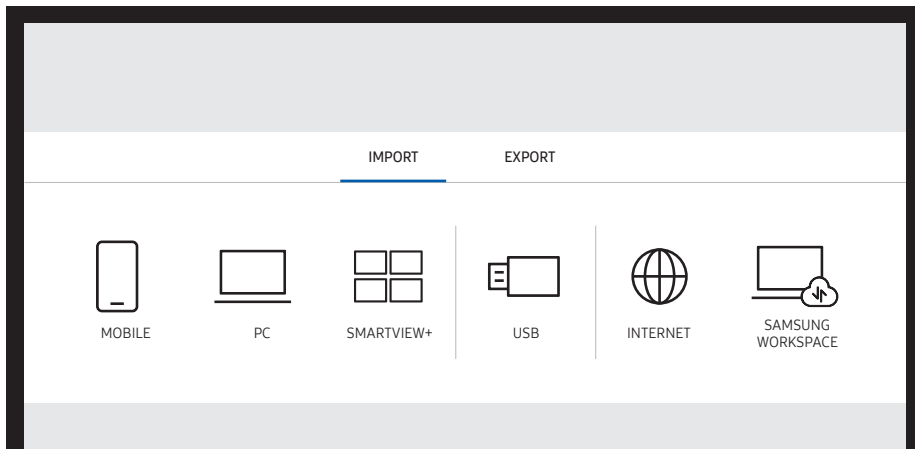 IMPORT EXPORT
MOBILE PC SMARTVIEW+ USB INTERNET SAMSUNG
WORKSPACE